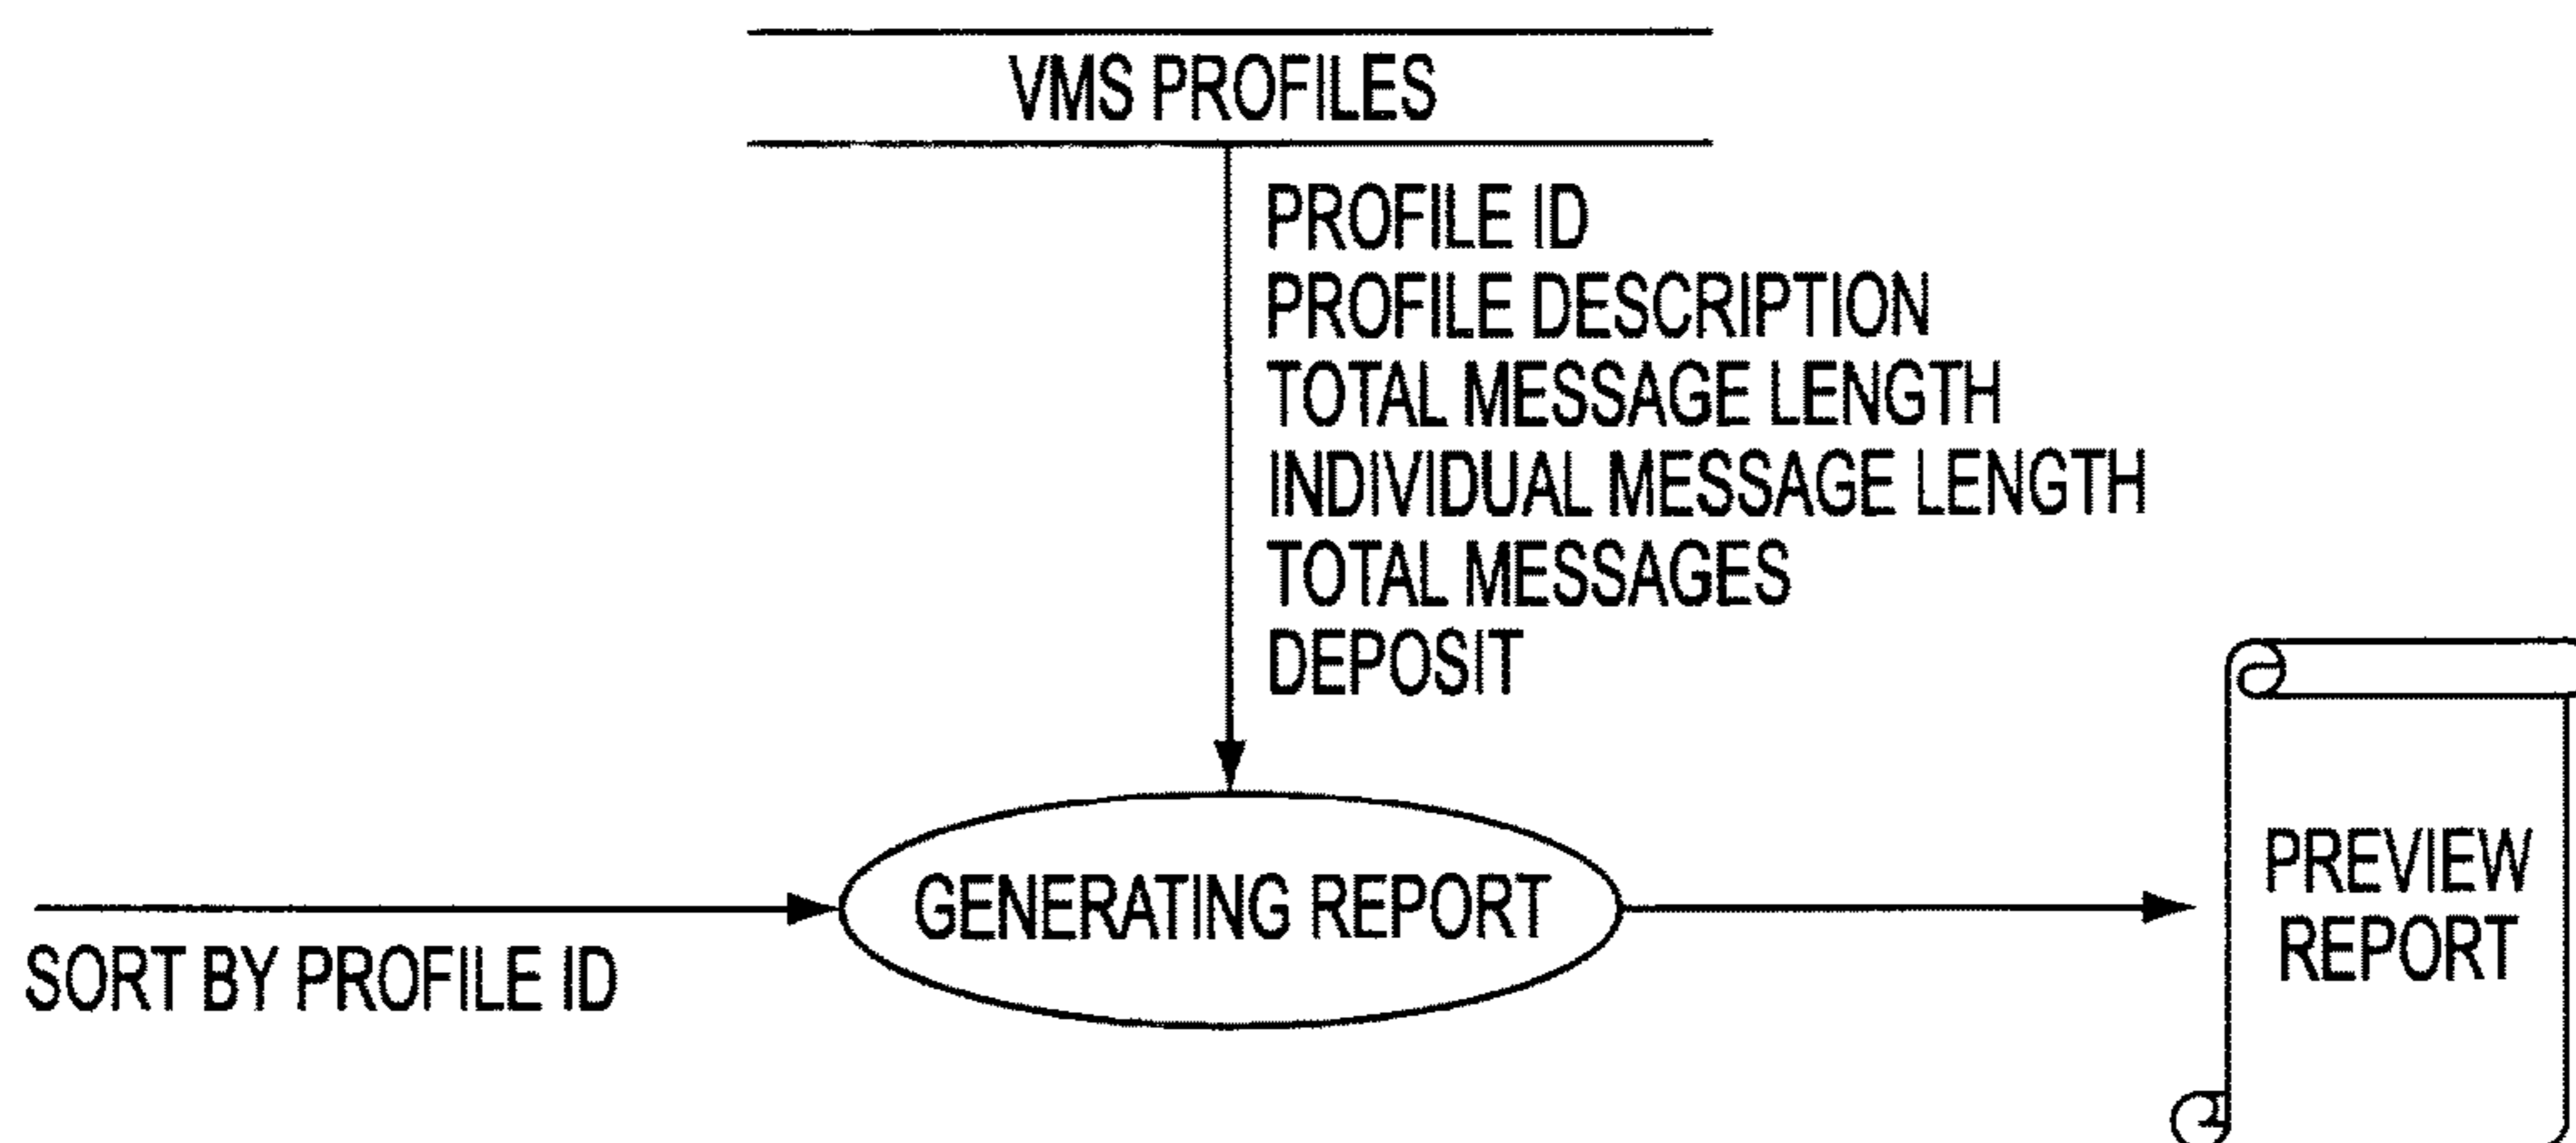 VMS PROFILES
PROFILE ID
PROFILE DESCRIPTION
TOTAL MESSAGE LENGTH
INDIVIDUAL MESSAGE LENGTH
TOTAL MESSAGES
DEPOSIT
SORT BY PROFILE ID
GENERATING REPORT
PREVIEW
REPORT